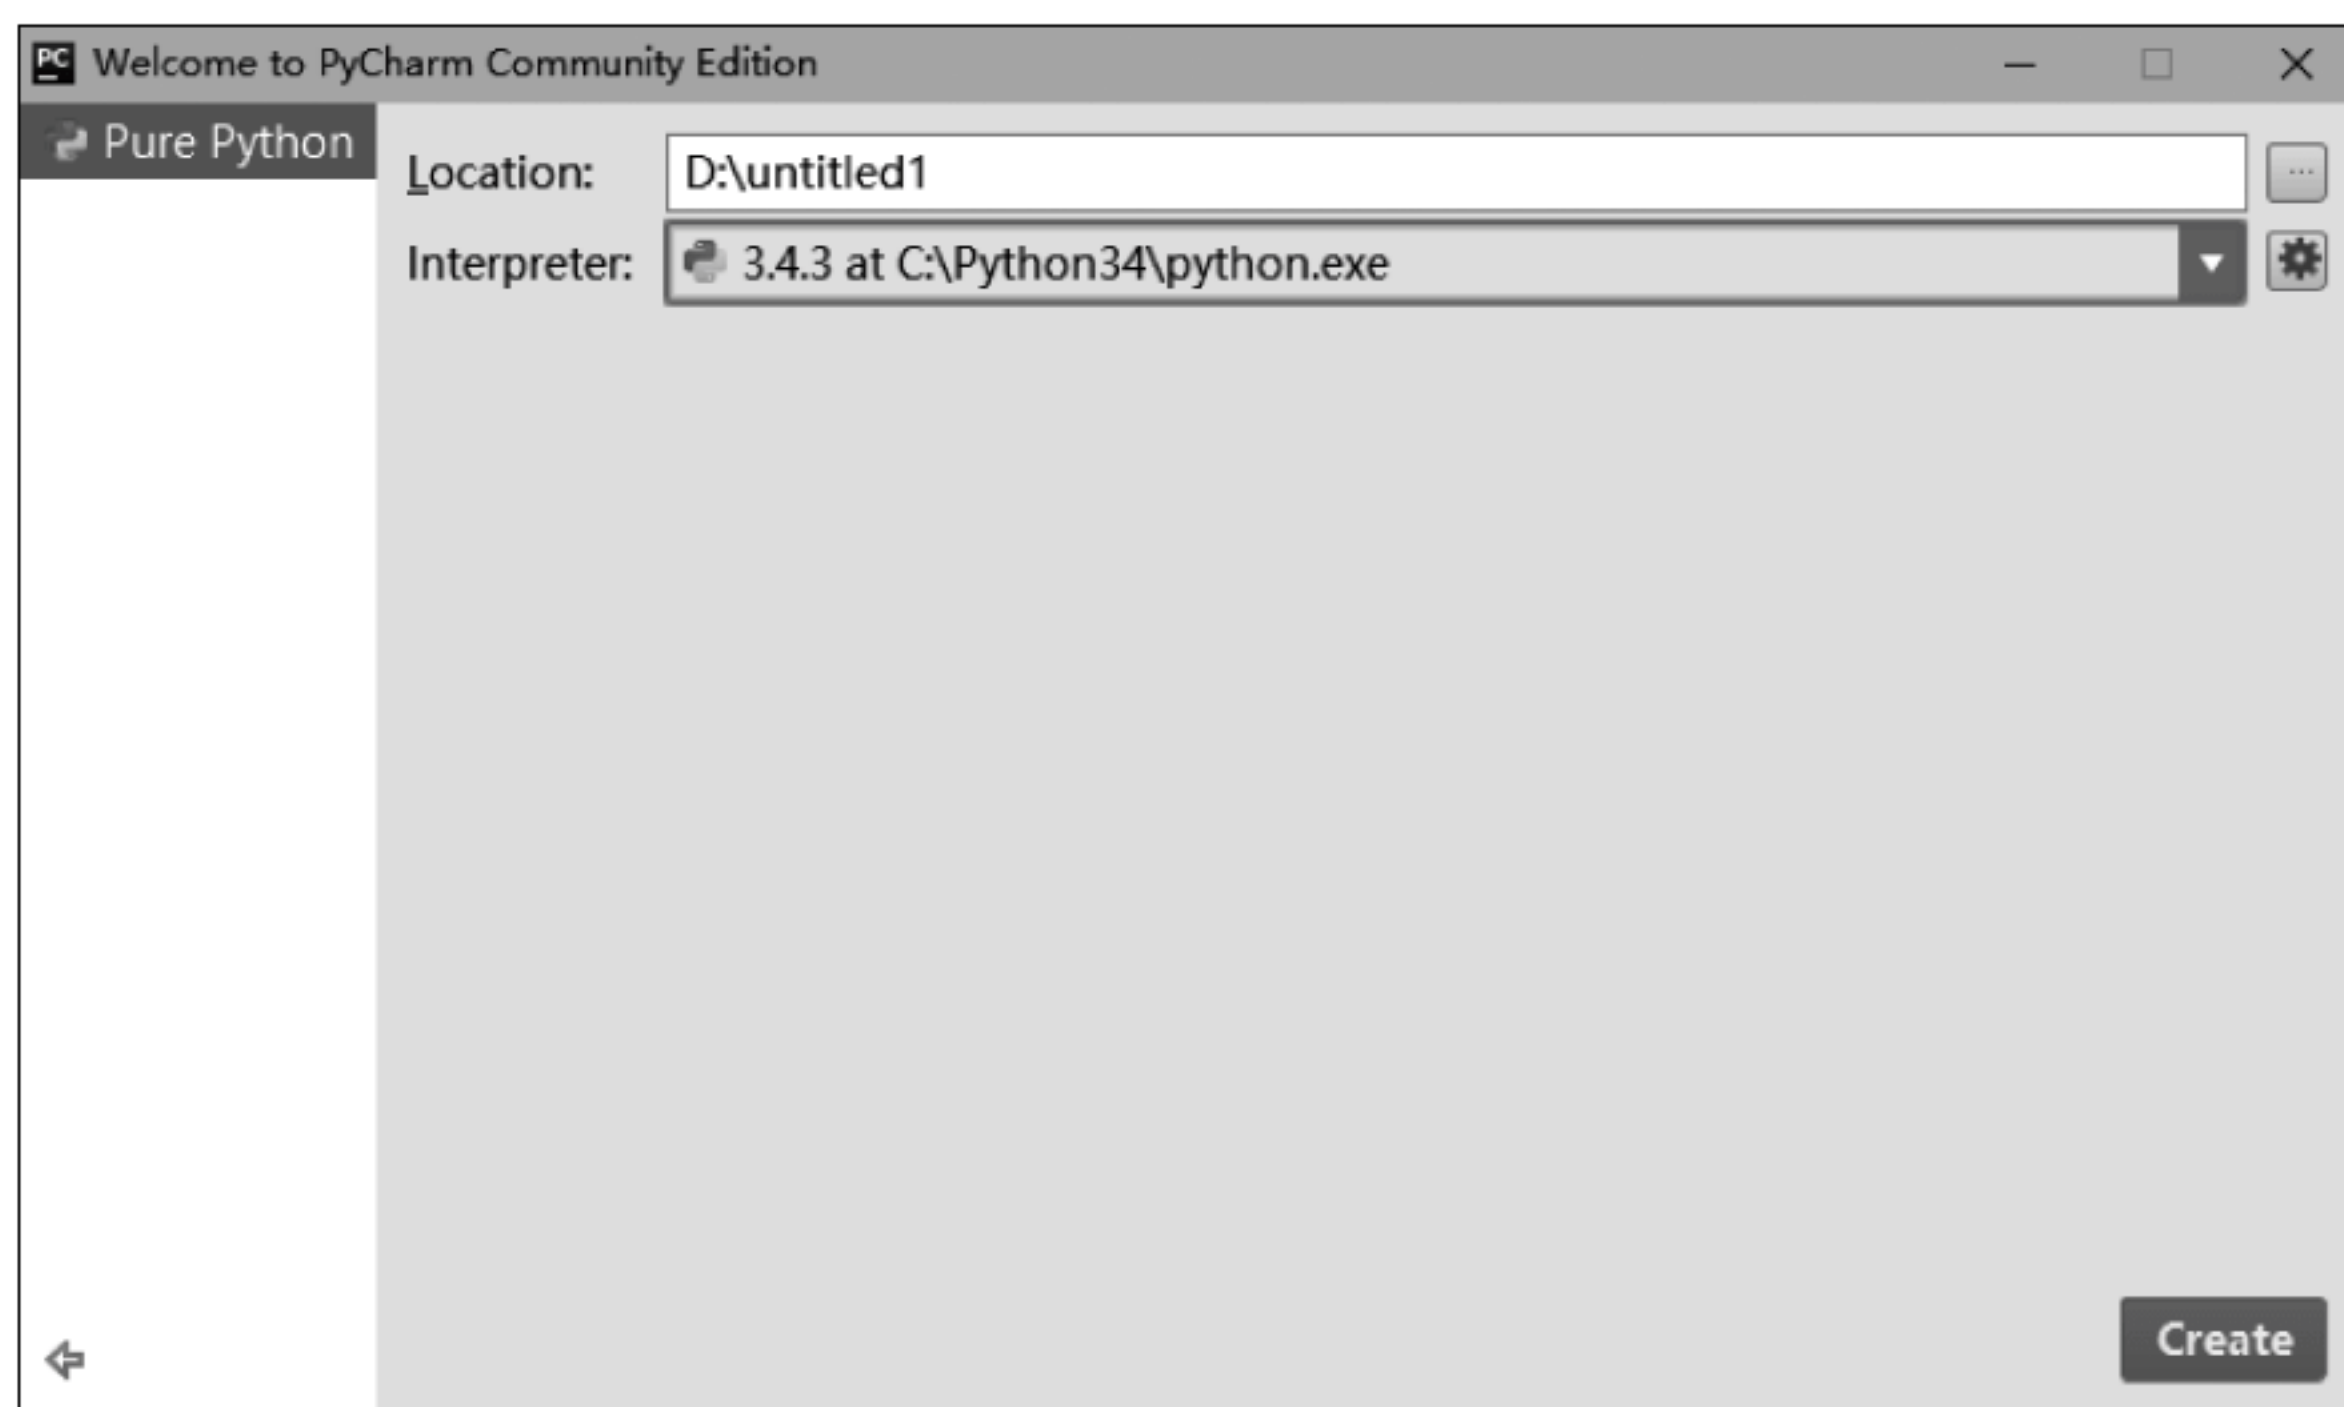 PC Welcome to PyCharm Community Edition
Pure Python
Location: D:\untitled1 ...
Interpreter: 3.4.3 at C:\Python34\python.exe
Create